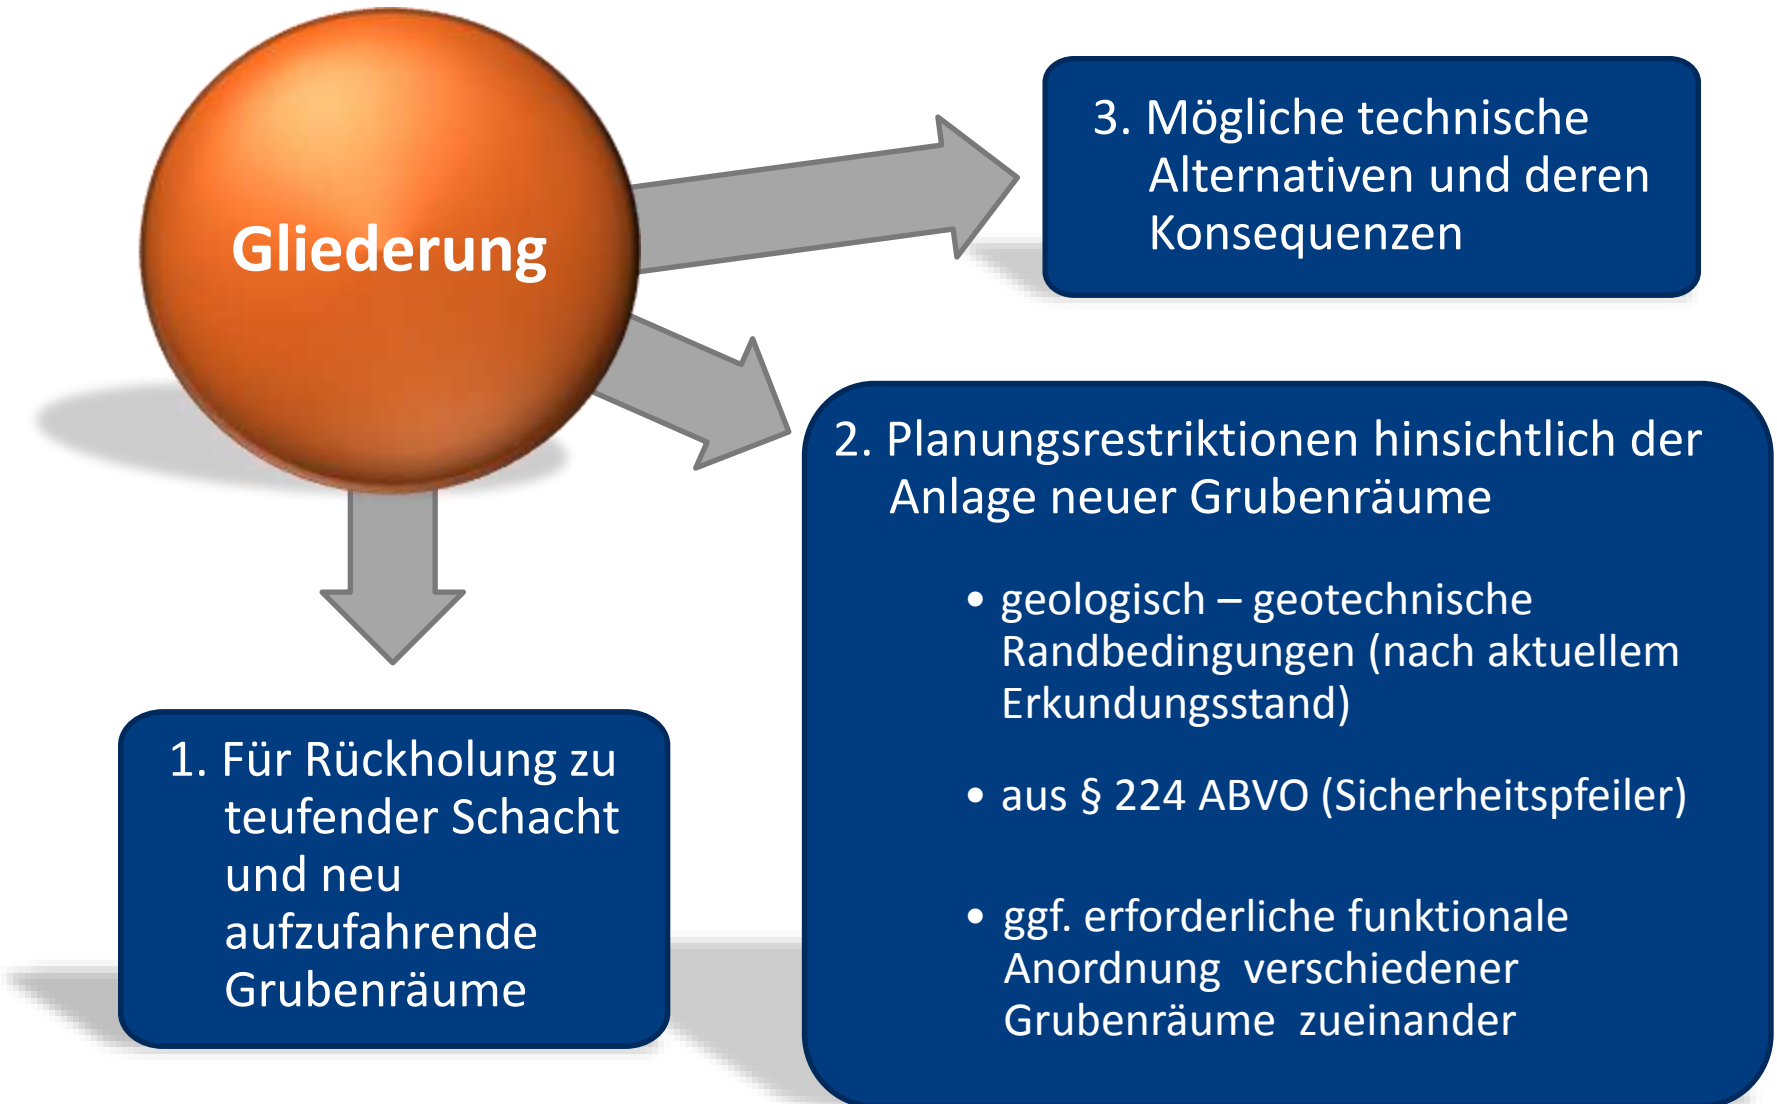 Gliederung
1. Für Rückholung zu
teufender Schacht
und neu
aufzufahrende
Grubenräume
2. Planungsrestriktionen hinsichtlich der
Anlage neuer Grubenräume
• geologisch – geotechnische
Randbedingungen (nach aktuellem
Erkundungsstand)
• aus § 224 ABVO (Sicherheitspfeiler)
• ggf. erforderliche funktionale
Anordnung verschiedener
Grubenräume zueinander
3. Mögliche technische
Alternativen und deren
Konsequenzen